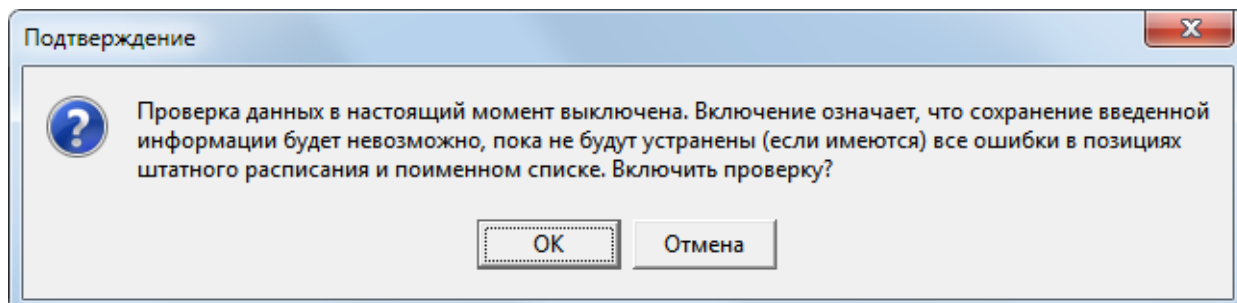 Подтверждение
Проверка данных в настоящий момент выключена. Включение означает, что сохранение введенной
информации будет невозможно, пока не будут устранены (если имеются) все ошибки в позициях
штатного расписания и поименном списке. Включить проверку?
ОК
Отмена